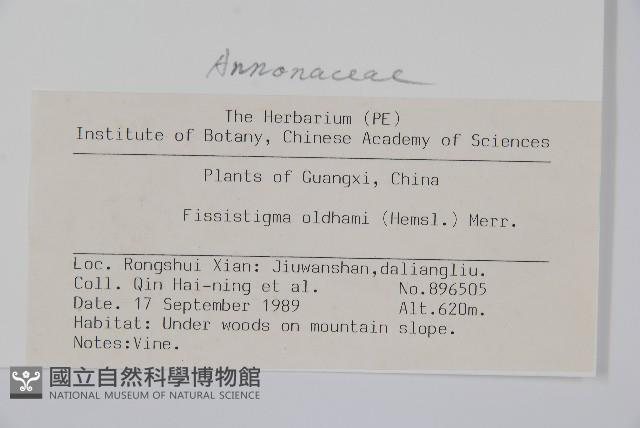 Annonaceae
The Herbarium (PE)
Institute of Botany, Chinese Academy of Sciences
Plants of Guangxi, China
Fissistigma oldhami (Hemsl.) Merr.
Loc. Rongshui Xian: Jiuwanshan,daliangliu.
Coll. Qin Hai-ning et al. No.896505
Date. 17 September 1989 Alt.620m.
Habitat: Under woods on mountain slope.
Notes:Vine.
國立自然科學博物館
NATIONAL MUSEUM OF NATURAL SCIENCE